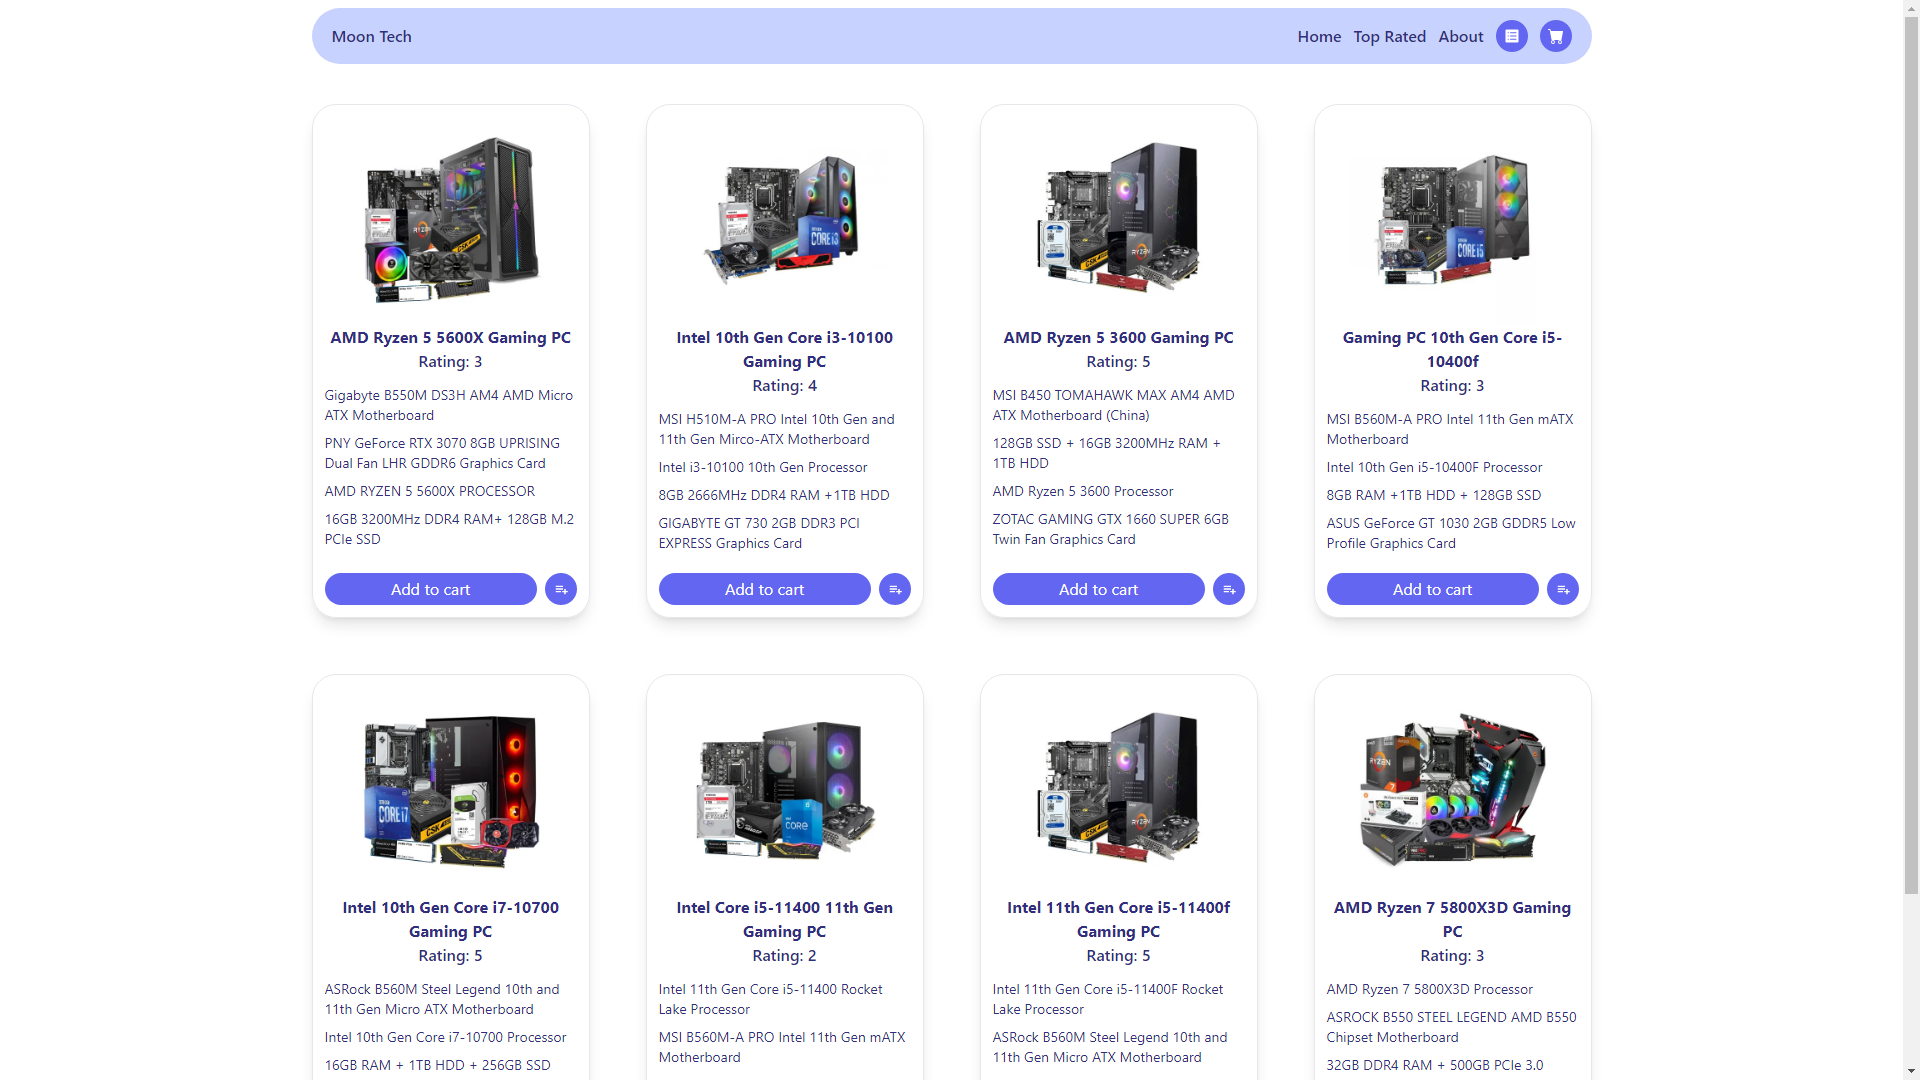 Moon Tech
Home
Top Rated
About
AMD Ryzen 5 5600X Gaming PC
Rating: 3
Gigabyte B550M DS3H AM4 AMD Micro
ATX Motherboard
PNY GeForce RTX 3070 8GB UPRISING
Dual Fan LHR GDDR6 Graphics Card
AMD RYZEN 5 5600X PROCESSOR
16GB 3200MHz DDR4 RAM+ 128GB M.2
PCIe SSD
Add to cart
CORE i3
Intel 10th Gen Core i3-10100
Gaming PC
Rating: 4
MSI H510M-A PRO Intel 10th Gen and
11th Gen Mirco-ATX Motherboard
Intel i3-10100 10th Gen Processor
8GB 2666MHz DDR4 RAM +1TB HDD
GIGABYTE GT 730 2GB DDR3 PCI
EXPRESS Graphics Card
Add to cart
RYZEN
AMD Ryzen 5 3600 Gaming PC
Rating: 5
MSI B450 TOMAHAWK MAX AM4 AMD
ATX Motherboard (China)
128GB SSD + 16GB 3200MHz RAM +
1TB HDD
AMD Ryzen 5 3600 Processor
ZOTAC GAMING GTX 1660 SUPER 6GB
Twin Fan Graphics Card
Add to cart
CORE i5
Gaming PC 10th Gen Core i5-
10400f
Rating: 3
MSI B560M-A PRO Intel 11th Gen mATX
Motherboard
Intel 10th Gen i5-10400F Processor
8GB RAM +1TB HDD + 128GB SSD
ASUS GeForce GT 1030 2GB GDDR5 Low
Profile Graphics Card
Add to cart
CORE i7
Intel 10th Gen Core i7-10700
Gaming PC
Rating: 5
ASRock B560M Steel Legend 10th and
11th Gen Micro ATX Motherboard
Intel 10th Gen Core i7-10700 Processor
16GB RAM + 1TB HDD + 256GB SSD
CORE
Intel Core i5-11400 11th Gen
Gaming PC
Rating: 2
Intel 11th Gen Core i5-11400 Rocket
Lake Processor
MSI B560M-A PRO Intel 11th Gen mATX
Motherboard
RYZEN
Intel 11th Gen Core i5-11400f
Gaming PC
Rating: 5
Intel 11th Gen Core i5-11400F Rocket
Lake Processor
ASRock B560M Steel Legend 10th and
11th Gen Micro ATX Motherboard
RYZEN
AMD Ryzen 7 5800X3D Gaming
PC
Rating: 3
AMD Ryzen 7 5800X3D Processor
ASROCK B550 STEEL LEGEND AMD B550
Chipset Motherboard
32GB DDR4 RAM + 500GB PCIe 3.0